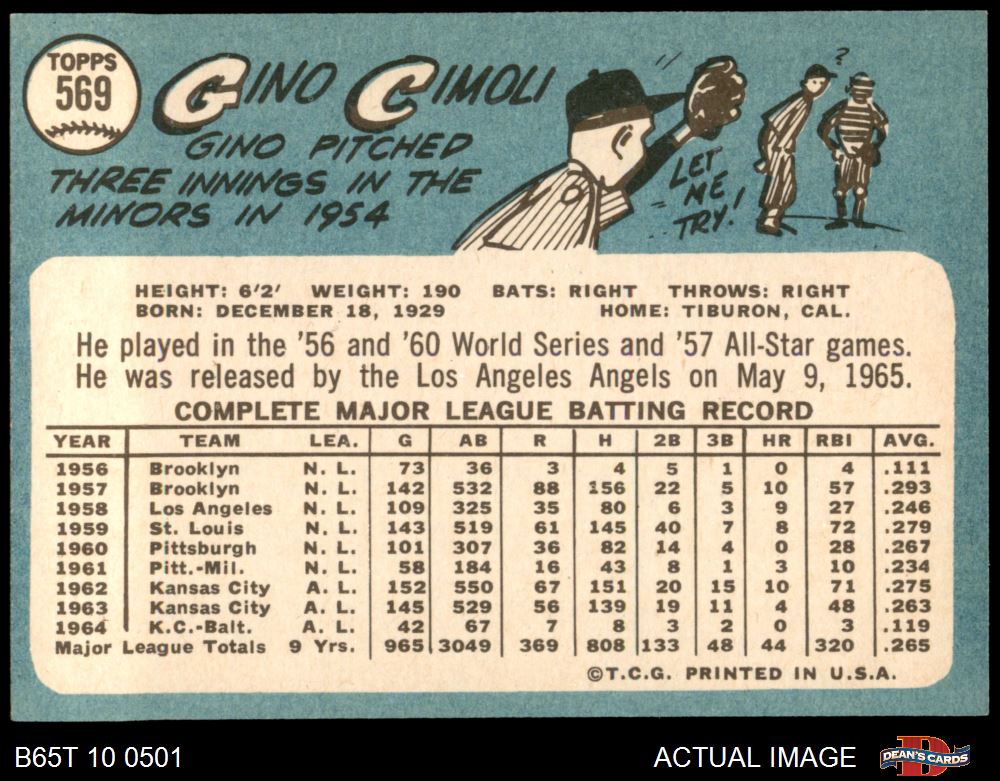 TOPPS
569
GINO CIMOLI
GINO PITCHED
THREE INNINGS IN THE
MINORS IN 1954
LET
ME
TRY!
?
6
HEIGHT: 6'2' WEIGHT: 190 BATS: RIGHT THROWS: RIGHT
BORN: DECEMBER 18, 1929 HOME: TIBURON, CAL.
He played in the '56 and '60 World Series and '57 All-Star games.
He was released by the Los Angeles Angels on May 9, 1965.
COMPLETE MAJOR LEAGUE BATTING RECORD
YEAR TEAM LEA. G AB R H 2B 3B HR RBI AVG.
1956 Brooklyn N. L. 73 36 3 4 5 1 0 4 .111
1957 Brooklyn N. L. 142 532 88 156 22 5 10 57 .293
1958 Los Angeles N. L. 109 325 35 80 6 3 9 27 .246
1959 St. Louis N. L. 143 519 61 145 40 7 8 72 .279
1960 Pittsburgh N. L. 101 307 36 82 14 4 0 28 .267
1961 Pitt.-Mil. N. L. 58 184 16 43 8 1 3 10 .234
1962 Kansas City A. L. 152 550 67 151 20 15 10 71 .275
1963 Kansas City A. L. 145 529 56 139 19 11 4 48 .263
1964 K.C.-Balt. A. L. 42 67 7 8 3 2 0 3 .119
Major League Totals 9 Yrs. 965 3049 369 808 133 48 44 320 .265
©T.C.G. PRINTED IN U.S.A.
B65T 10 0501 ACTUAL IMAGE D DEAN'S CARDS